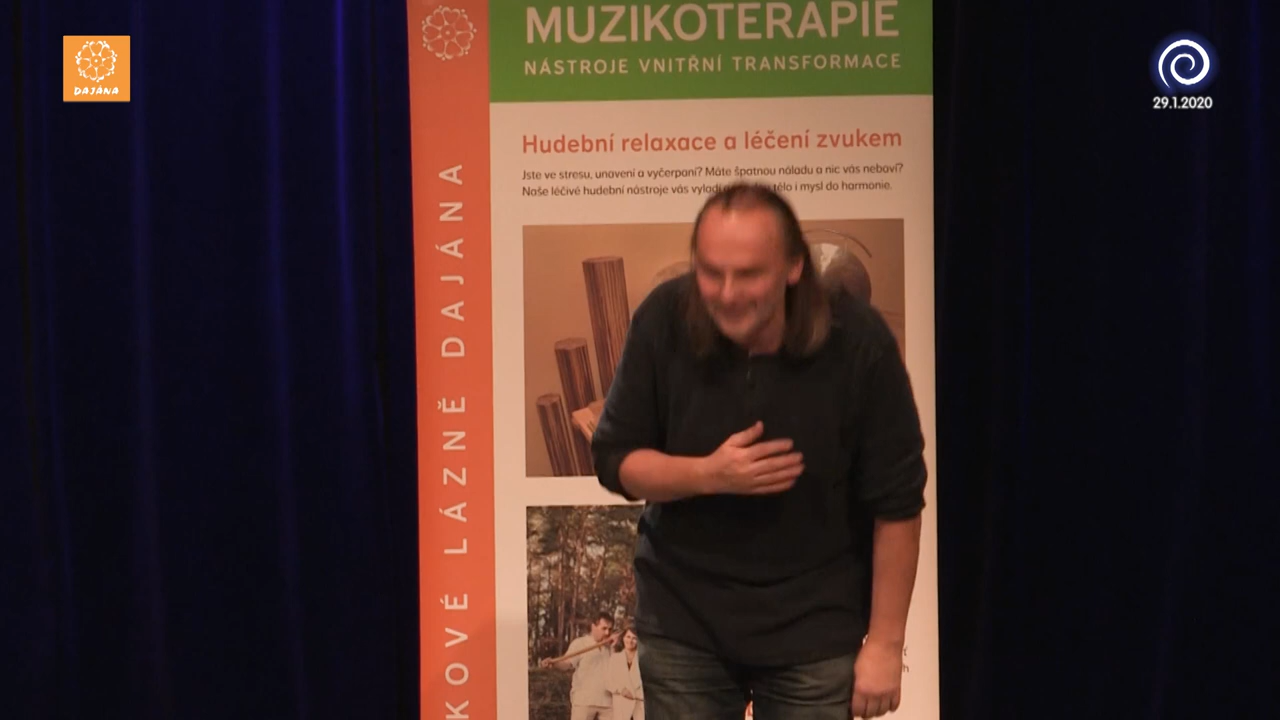 DAJÁNA
29.1.2020
MUZIKOTERAPIE
NÁSTROJE VNITŘNÍ TRANSFORMACE
Hudební relaxace a léčení zvukem
Jste ve stresu, unavení a vyčerpaní? Máte špatnou náladu a nic vás nebaví?
Naše léčivé hudební nástroje vás vyladí tělo i mysl do harmonie.
KOVÉ LÁZNĚ DAJÁNA